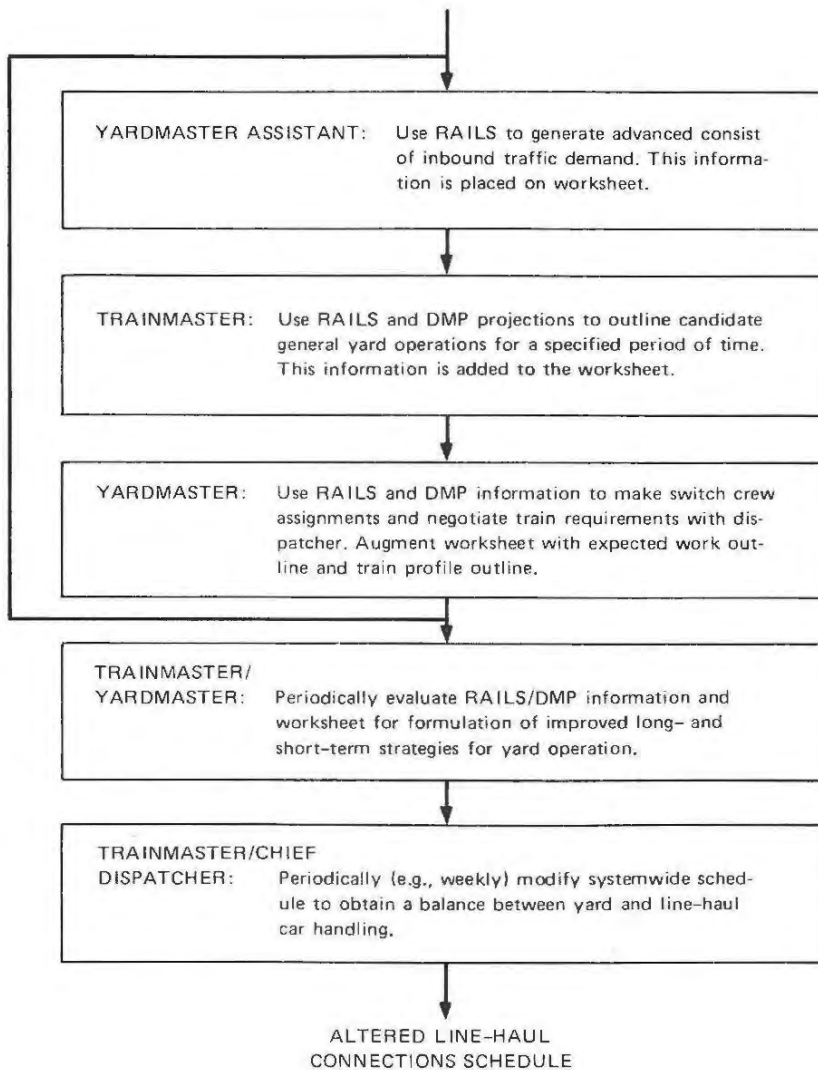 YARDMASTER ASSISTANT: Use RAILS to generate advanced consist
of inbound traffic demand. This informa-
tion is placed on worksheet.
TRAINMASTER: Use RAILS and DMP projections to outline candidate
general yard operations for a specified period of time.
This information is added to the worksheet.
YARDMASTER: Use RAILS and DMP information to make switch crew
assignments and negotiate train requirements with dis-
patcher. Augment worksheet with expected work out-
line and train profile outline.
TRAINMASTER/
YARDMASTER: Periodically evaluate RAILS/DMP information and
worksheet for formulation of improved long- and
short-term strategies for yard operation.
TRAINMASTER/CHIEF
DISPATCHER: Periodically (e.g., weekly) modify systemwide sched-
ule to obtain a balance between yard and line-haul
car handling.
ALTERED LINE-HAUL
CONNECTIONS SCHEDULE